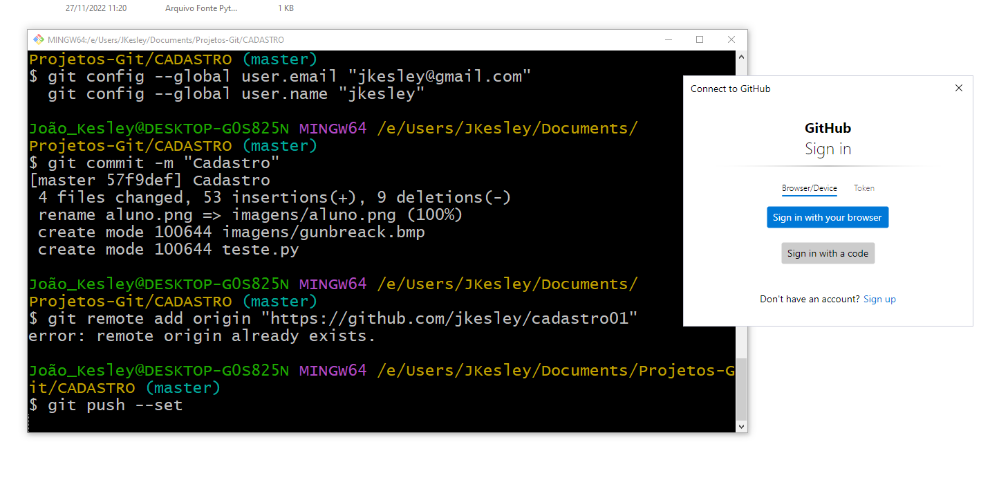 27/11/2022 11:20 Arquivo Fonte Pyt... 1 KB
MINGW64:/e/Users/JKesley/Documents/Projetos-Git/CADASTRO
Projetos-Git/CADASTRO (master)
$ git config --global user.email "jkesley@gmail.com"
git config --global user.name "jkesley"
João_Kesley@DESKTOP-G0S825N MINGW64 /e/Users/JKesley/Documents/
Projetos-Git/CADASTRO (master)
$ git commit -m "Cadastro"
[master 57f9def] Cadastro
4 files changed, 53 insertions(+), 9 deletions(-)
rename aluno.png => imagens/aluno.png (100%)
create mode 100644 imagens/gunbreack.bmp
create mode 100644 teste.py
João_Kesley@DESKTOP-G0S825N MINGW64 /e/Users/JKesley/Documents/
Projetos-Git/CADASTRO (master)
$ git remote add origin "https://github.com/jkesley/cadastro01"
error: remote origin already exists.
João_Kesley@DESKTOP-G0S825N MINGW64 /e/Users/JKesley/Documents/Projetos-G
it/CADASTRO (master)
$ git push --set
Connect to GitHub
GitHub
Sign in
Browser/Device Token
Sign in with your browser
Sign in with a code
Don't have an account? Sign up